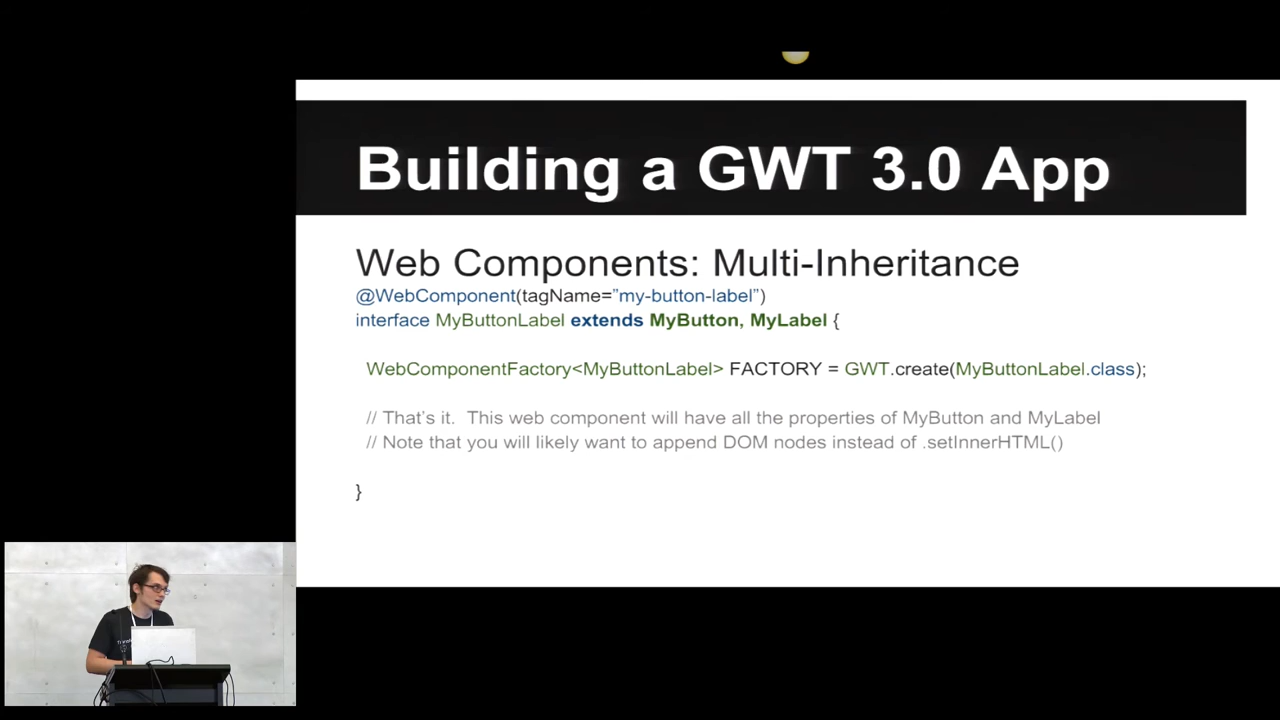 Building a GWT 3.0 App
Web Components: Multi-Inheritance
@WebComponent(tagName=”my-button-label”)
interface MyButtonLabel extends MyButton, MyLabel {
WebComponentFactory<MyButtonLabel> FACTORY = GWT.create(MyButtonLabel.class);
// That’s it. This web component will have all the properties of MyButton and MyLabel
// Note that you will likely want to append DOM nodes instead of .setInnerHTML()
}